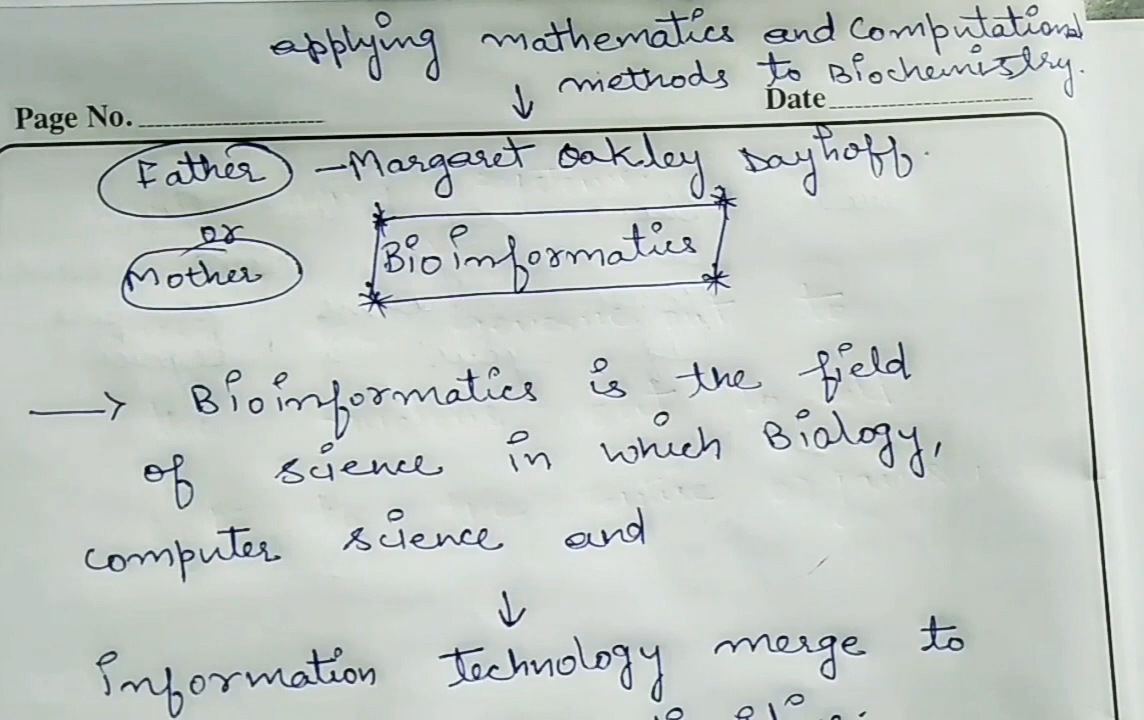 applying mathematics and Computational
methods to Biochemistry.
↓
Page No. Date
Father - Margaret Oakley Dayhoff.
or
Mother
Bioinformatics
→ Bioinformatics is the field
of science in which Biology,
computer science and
↓
Information technology merge to